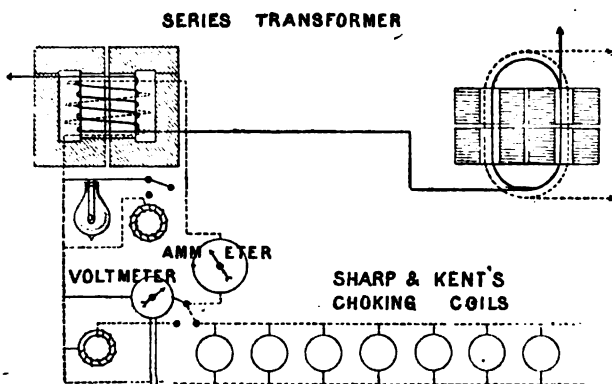 SERIES TRANSFORMER
AMMETER
VOLTMETER
SHARP & KENT'S
CHOKING COILS